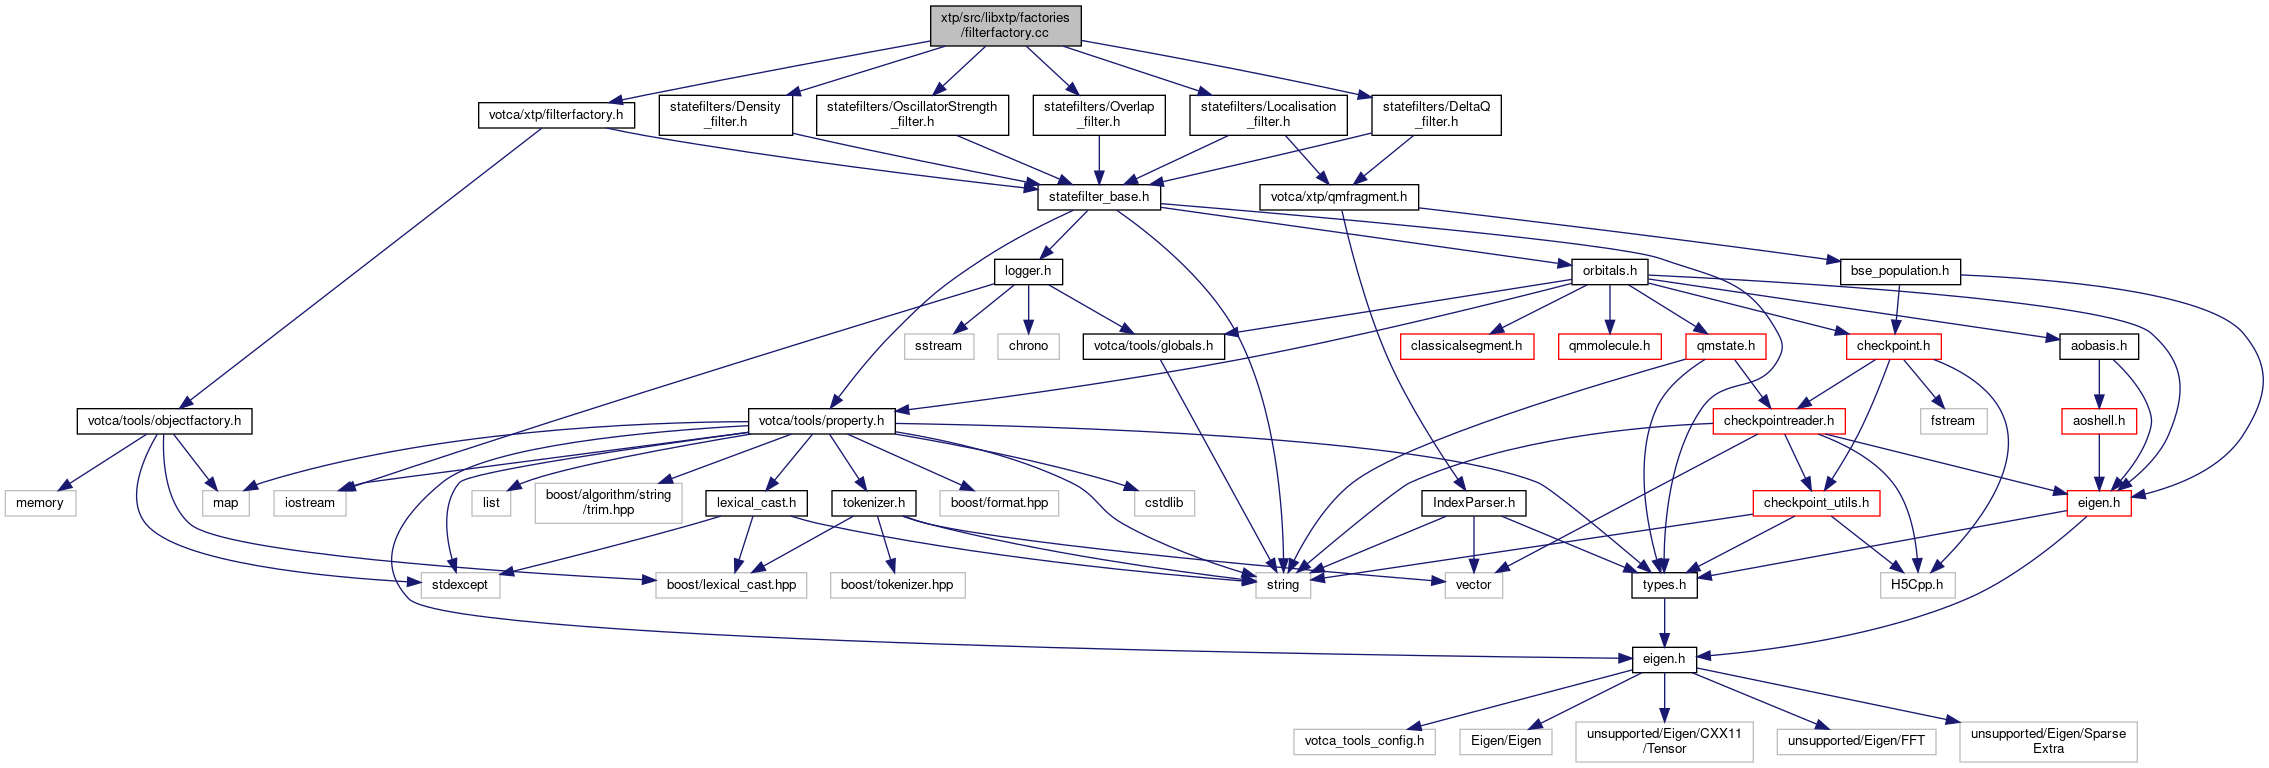 xtp/src/libxtp/factories
/filterfactory.cc
votca/xtp/filterfactory.h
statefilters/Density
_filter.h
statefilters/OscillatorStrength
_filter.h
statefilters/Overlap
_filter.h
statefilters/Localisation
_filter.h
statefilters/DeltaQ
_filter.h
statefilter_base.h
votca/xtp/qmfragment.h
logger.h
orbitals.h
bse_population.h
sstream
chrono
votca/tools/globals.h
classicalsegment.h
qmmolecule.h
qmstate.h
checkpoint.h
aobasis.h
votca/tools/objectfactory.h
votca/tools/property.h
checkpointreader.h
fstream
aoshell.h
memory
map
iostream
list
boost/algorithm/string
/trim.hpp
lexical_cast.h
tokenizer.h
boost/format.hpp
cstdlib
IndexParser.h
checkpoint_utils.h
eigen.h
stdexcept
boost/lexical_cast.hpp
boost/tokenizer.hpp
string
vector
types.h
H5Cpp.h
eigen.h
votca_tools_config.h
Eigen/Eigen
unsupported/Eigen/CXX11
/Tensor
unsupported/Eigen/FFT
unsupported/Eigen/Sparse
Extra